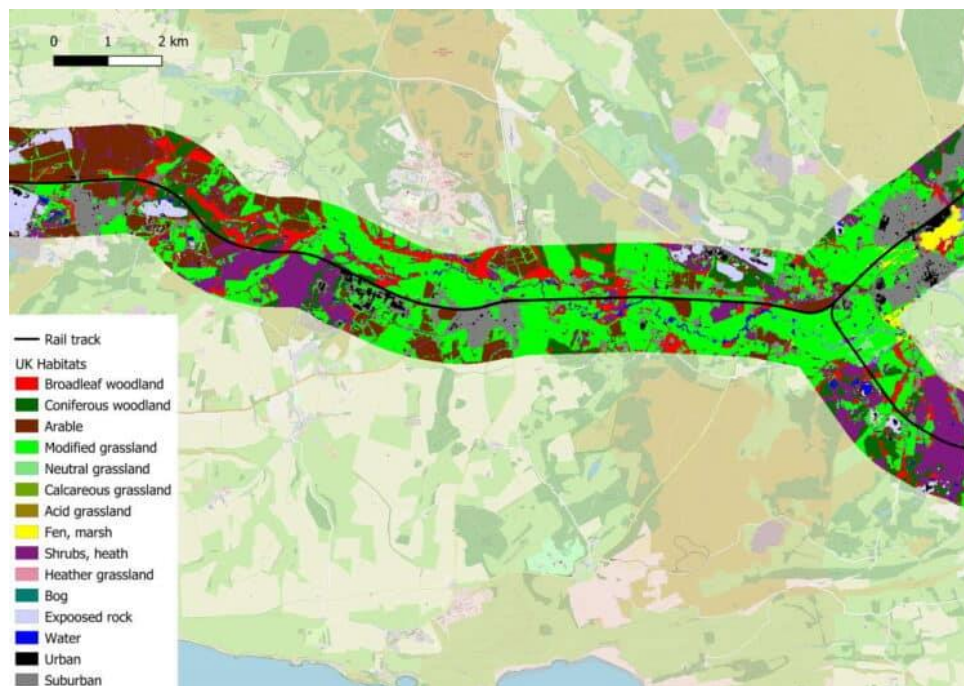 0 1 2 km
Rail track
UK Habitats
Broadleaf woodland
Coniferous woodland
Arable
Modified grassland
Neutral grassland
Calcareous grassland
Acid grassland
Fen, marsh
Shrubs, heath
Heather grassland
Bog
Expoosed rock
Water
Urban
Suburban